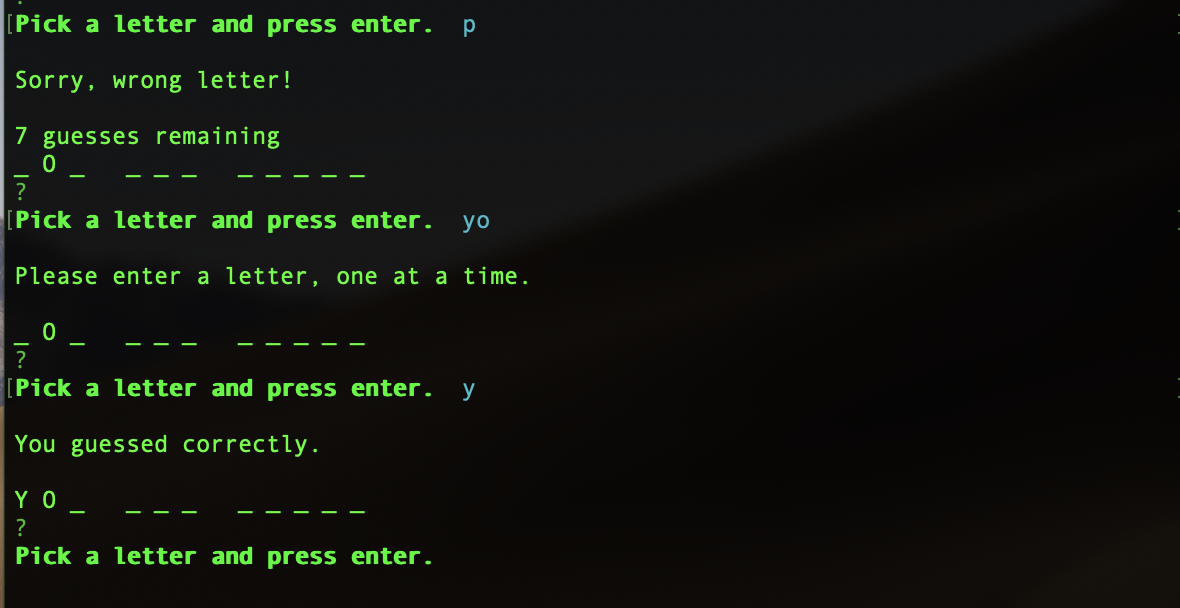 Pick a letter and press enter. p
Sorry, wrong letter!
7 guesses remaining
_ O _   _ _ _   _ _ _ _ _
?
Pick a letter and press enter. yo
Please enter a letter, one at a time.
_ O _   _ _ _   _ _ _ _ _
?
Pick a letter and press enter. y
You guessed correctly.
Y O _   _ _ _   _ _ _ _ _
?
Pick a letter and press enter.